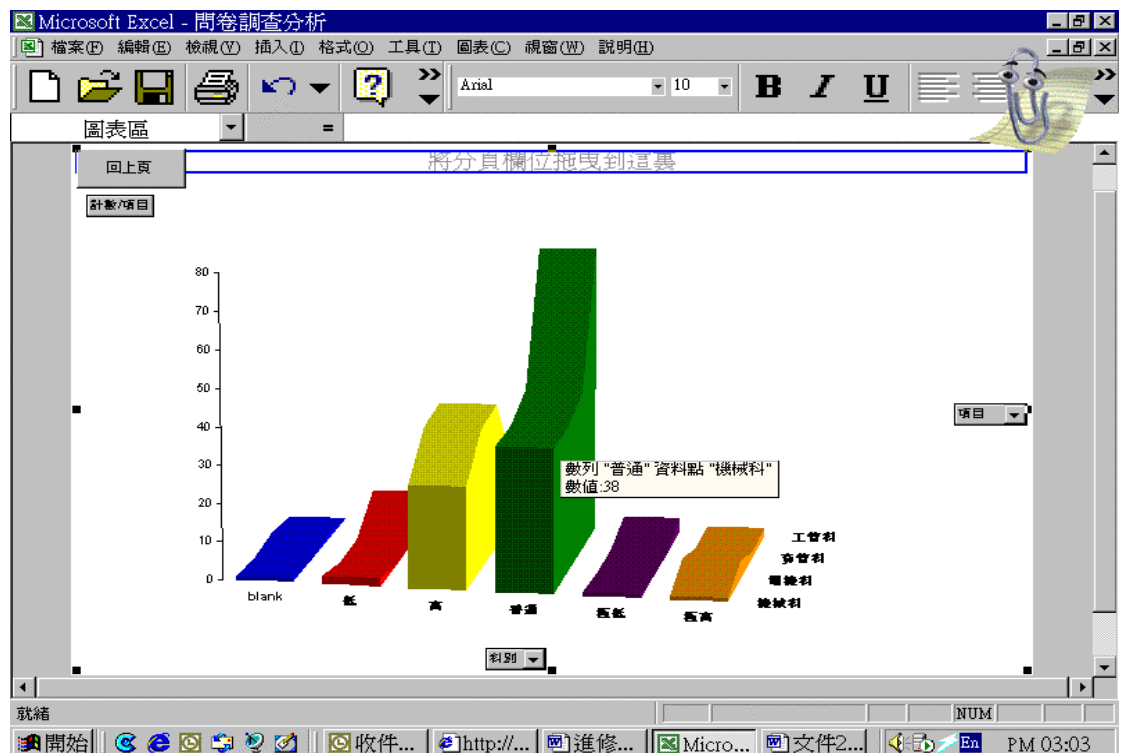 Microsoft Excel - 問卷調查分析
檔案(F) 編輯(E) 檢視(V) 插入(I) 格式(O) 工具(T) 圖表(C) 視窗(W) 說明(H)
Arial 10 B I U
圖表區 =
將分頁欄位拖曳到這裏
回上頁
計數/項目
80
70
60
50
40
30
20
10
0
項目
數列 "普通" 資料點 "機械科"
數值:38
工管科
資管科
電機科
機械科
blank 低 高 普通 極低 極高
科別
就緒 NUM
開始 收件... http://... 進修... Micro... 文件2... En PM 03:03